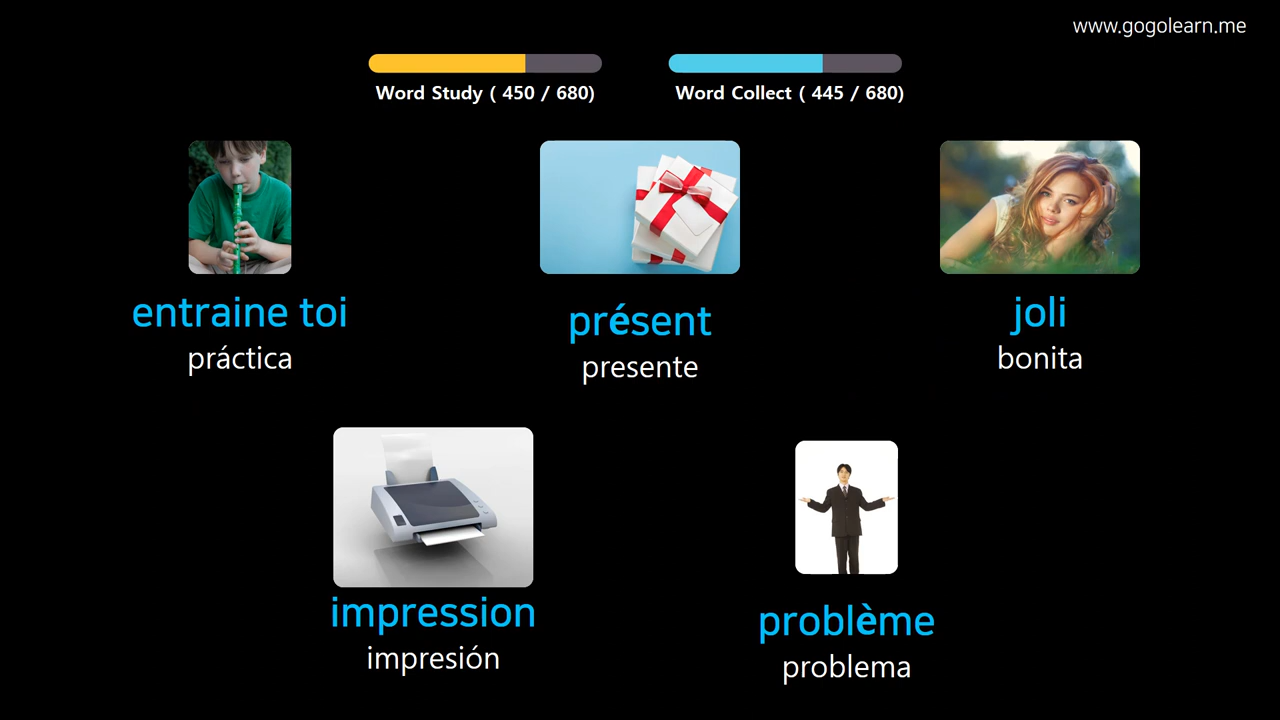 www.gogolearn.me
Word Study ( 450 / 680)
Word Collect ( 445 / 680)
entraine toi
práctica
présent
presente
joli
bonita
impression
impresión
problème
problema